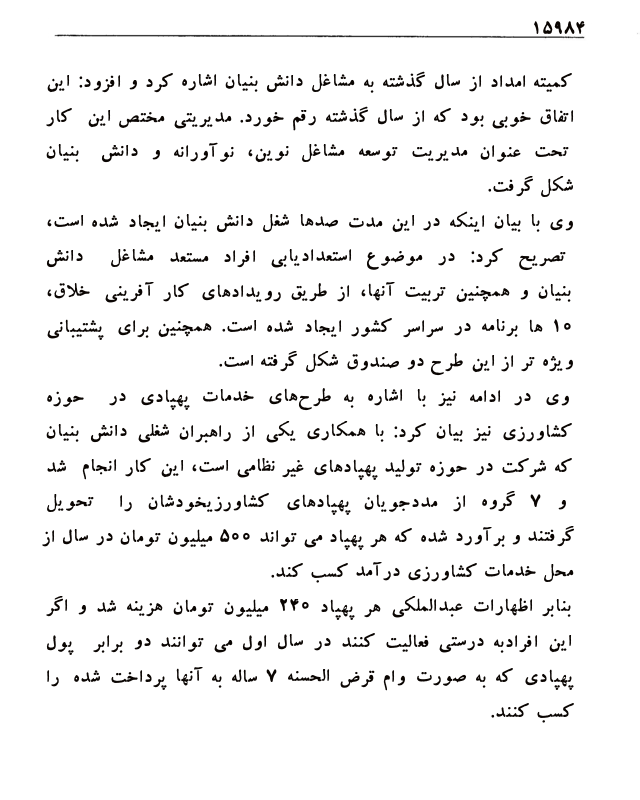 ۱۵۹۸۴
کمیته امداد از سال گذشته به مشاغل دانش بنیان اشاره کرد و افزود: این
اتفاق خوبی بود که از سال گذشته رقم خورد. مدیریتی مختص این کار
تحت عنوان مدیریت توسعه مشاغل نوین، نوآورانه و دانش بنیان
شکل گرفت.
وی با بیان اینکه در این مدت صدها شغل دانش بنیان ایجاد شده است،
تصریح کرد: در موضوع استعدادیابی افراد مستعد مشاغل دانش
بنیان و همچنین تربیت آنها، از طریق رویدادهای کار آفرینی خلاق،
۱۰ ها برنامه در سراسر کشور ایجاد شده است. همچنین برای پشتیبانی
ویژه تر از این طرح دو صندوق شکل گرفته است.
وی در ادامه نیز با اشاره به طرح‌های خدمات پهپادی در حوزه
کشاورزی نیز بیان کرد: با همکاری یکی از راهبران شغلی دانش بنیان
که شرکت در حوزه تولید پهپادهای غیر نظامی است، این کار انجام شد
و ۷ گروه از مددجویان پهپادهای کشاورزیخودشان را تحویل
گرفتند و برآورد شده که هر پهپاد می تواند ۵۰۰ میلیون تومان در سال از
محل خدمات کشاورزی درآمد کسب کند.
بنابر اظهارات عبدالملکی هر پهپاد ۲۴۰ میلیون تومان هزینه شد و اگر
این افرادبه درستی فعالیت کنند در سال اول می توانند دو برابر پول
پهپادی که به صورت وام قرض الحسنه ۷ ساله به آنها پرداخت شده را
کسب کنند.